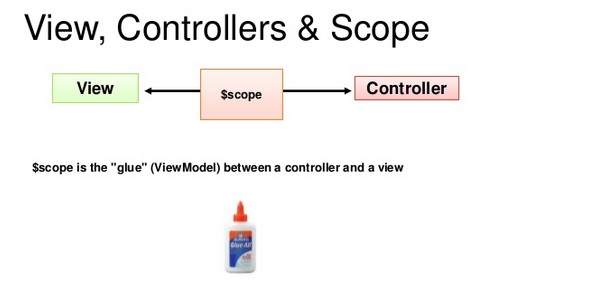 View, Controllers & Scope
View
$scope
Controller
$scope is the "glue" (ViewModel) between a controller and a view
Glue-All